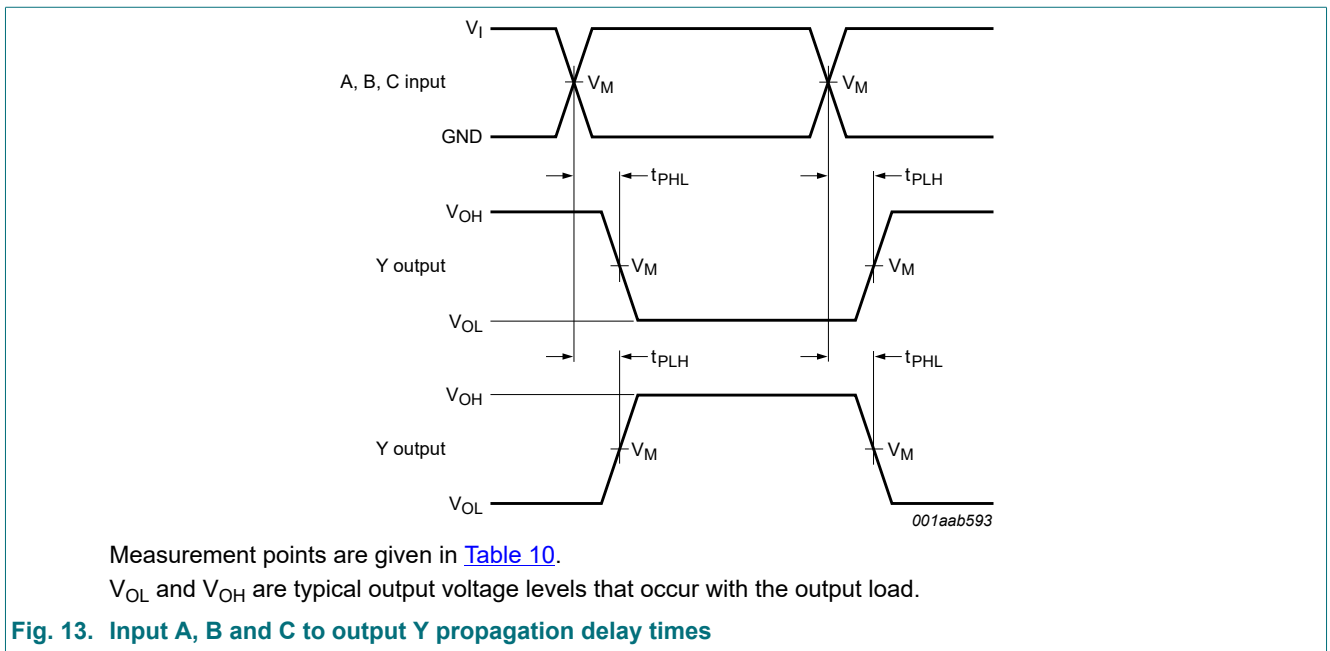 VI
A, B, C input
VM
VM
GND
tPHL
tPLH
VOH
Y output
VM
VM
VOL
tPLH
tPHL
VOH
Y output
VM
VM
VOL
001aab593
Measurement points are given in Table 10.
VOL and VOH are typical output voltage levels that occur with the output load.
Fig. 13. Input A, B and C to output Y propagation delay times